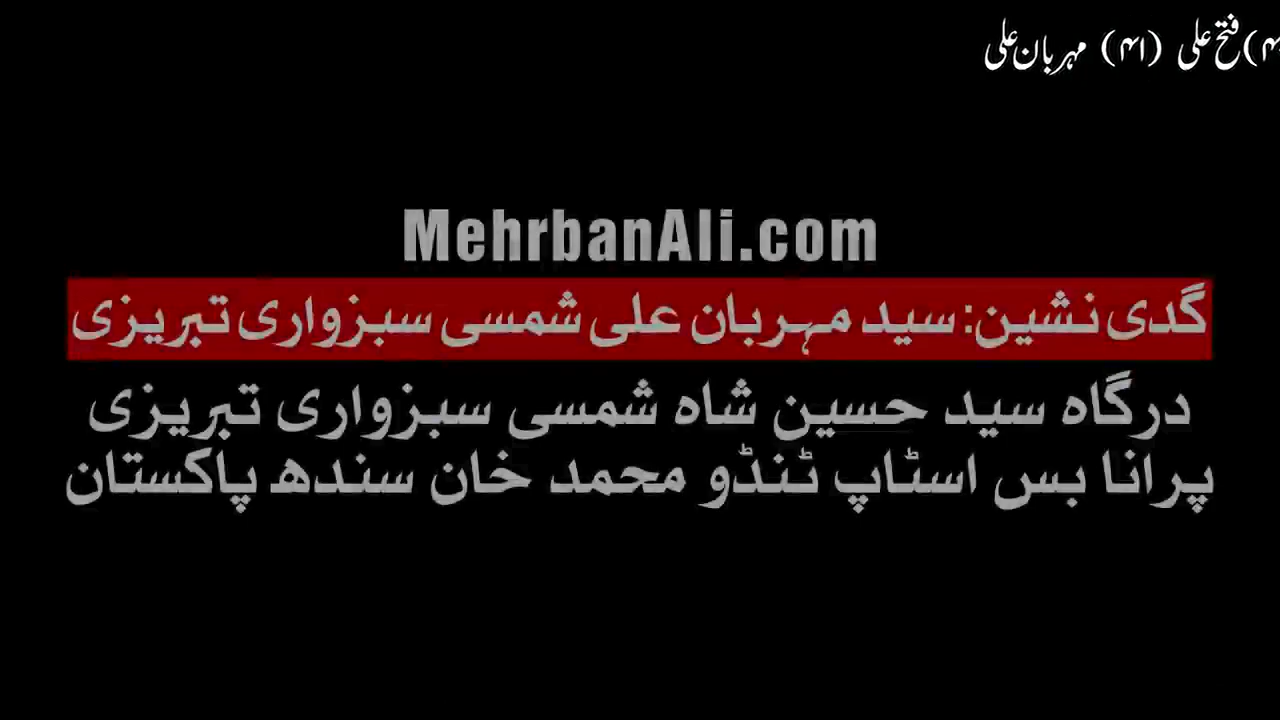 )فتح علی (۴۱) مہربان علی
MehrbanAli.com
گدی نشین: سید مہربان علی شمسی سبزواری تبریزی
درگاہ سید حسین شاہ شمسی سبزواری تبریزی
پرانا بس اسٹاپ ٹنڈو محمد خان سندھ پاکستان